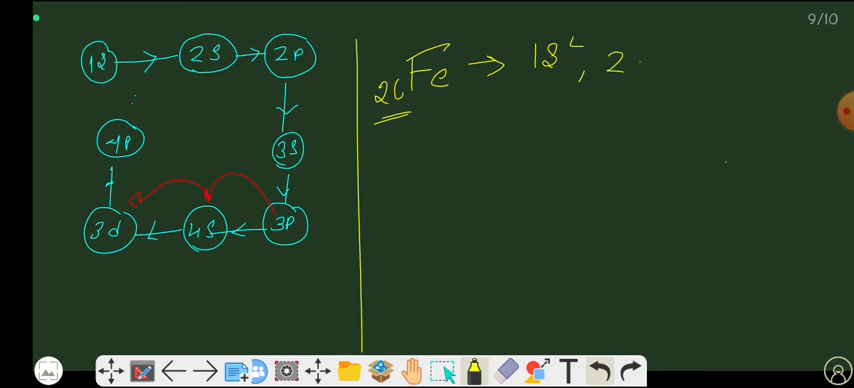 9/10
1S → 2S → 2P
3S
4P
3d ← 4S ← 3P
26Fe → 1S², 2
T